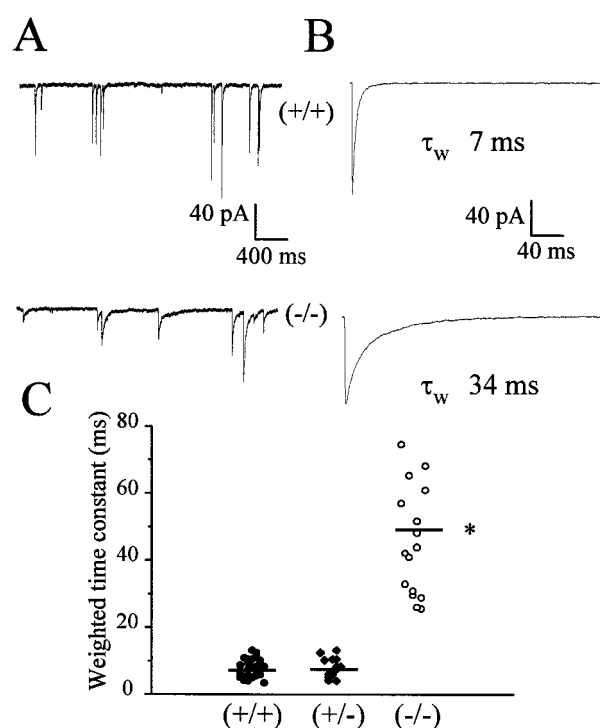 A
B
(+/+)
τw 7 ms
40 pA
400 ms
40 pA
40 ms
(-/-)
τw 34 ms
C
Weighted time constant (ms)
80
60
40
20
0
*
(+/+)
(+/-)
(-/-)